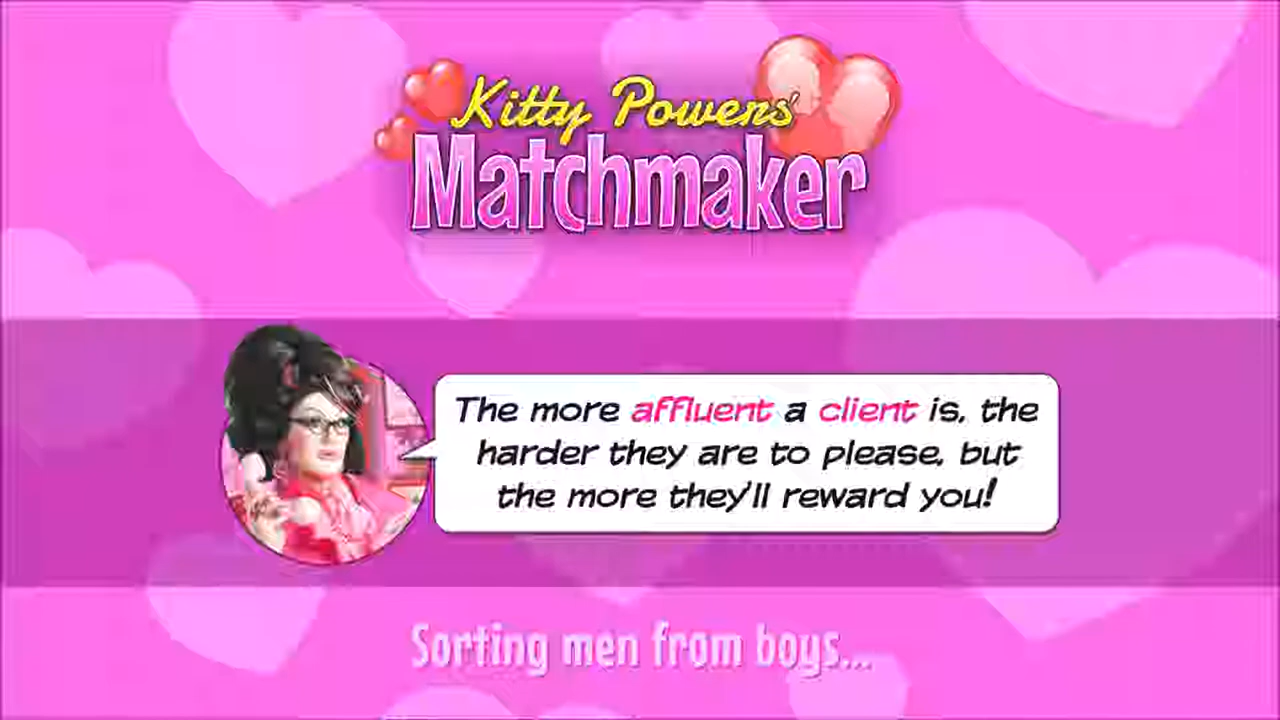 Kitty Powers'
Matchmaker
The more affluent a client is, the
harder they are to please, but
the more they'll reward you!
Sorting men from boys...